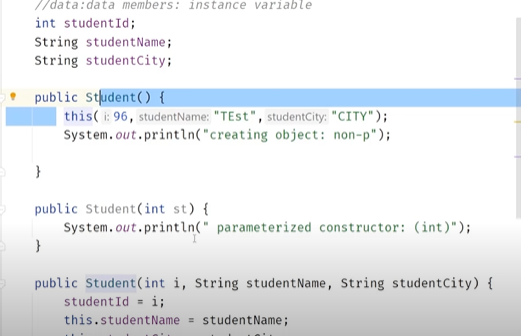 //data:data members: instance variable
int studentId;
String studentName;
String studentCity;
public Student() {
this( i: 96, studentName: "TEst", studentCity: "CITY");
System.out.println("creating object: non-p");
}
public Student(int st) {
System.out.println(" parameterized constructor: (int)");
}
public Student(int i, String studentName, String studentCity) {
studentId = i;
this.studentName = studentName;